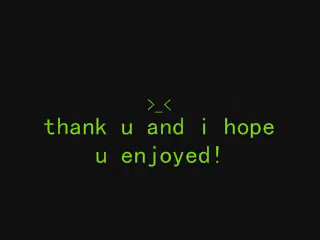 >_<
thank u and i hope
u enjoyed!